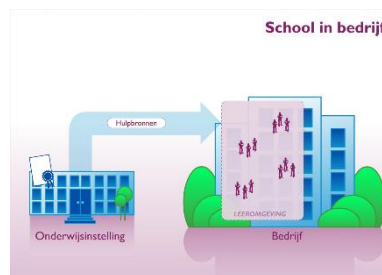 School in bedrijf
Hulpbronnen
LEEROMGEVING
Onderwijsinstelling
Bedrijf